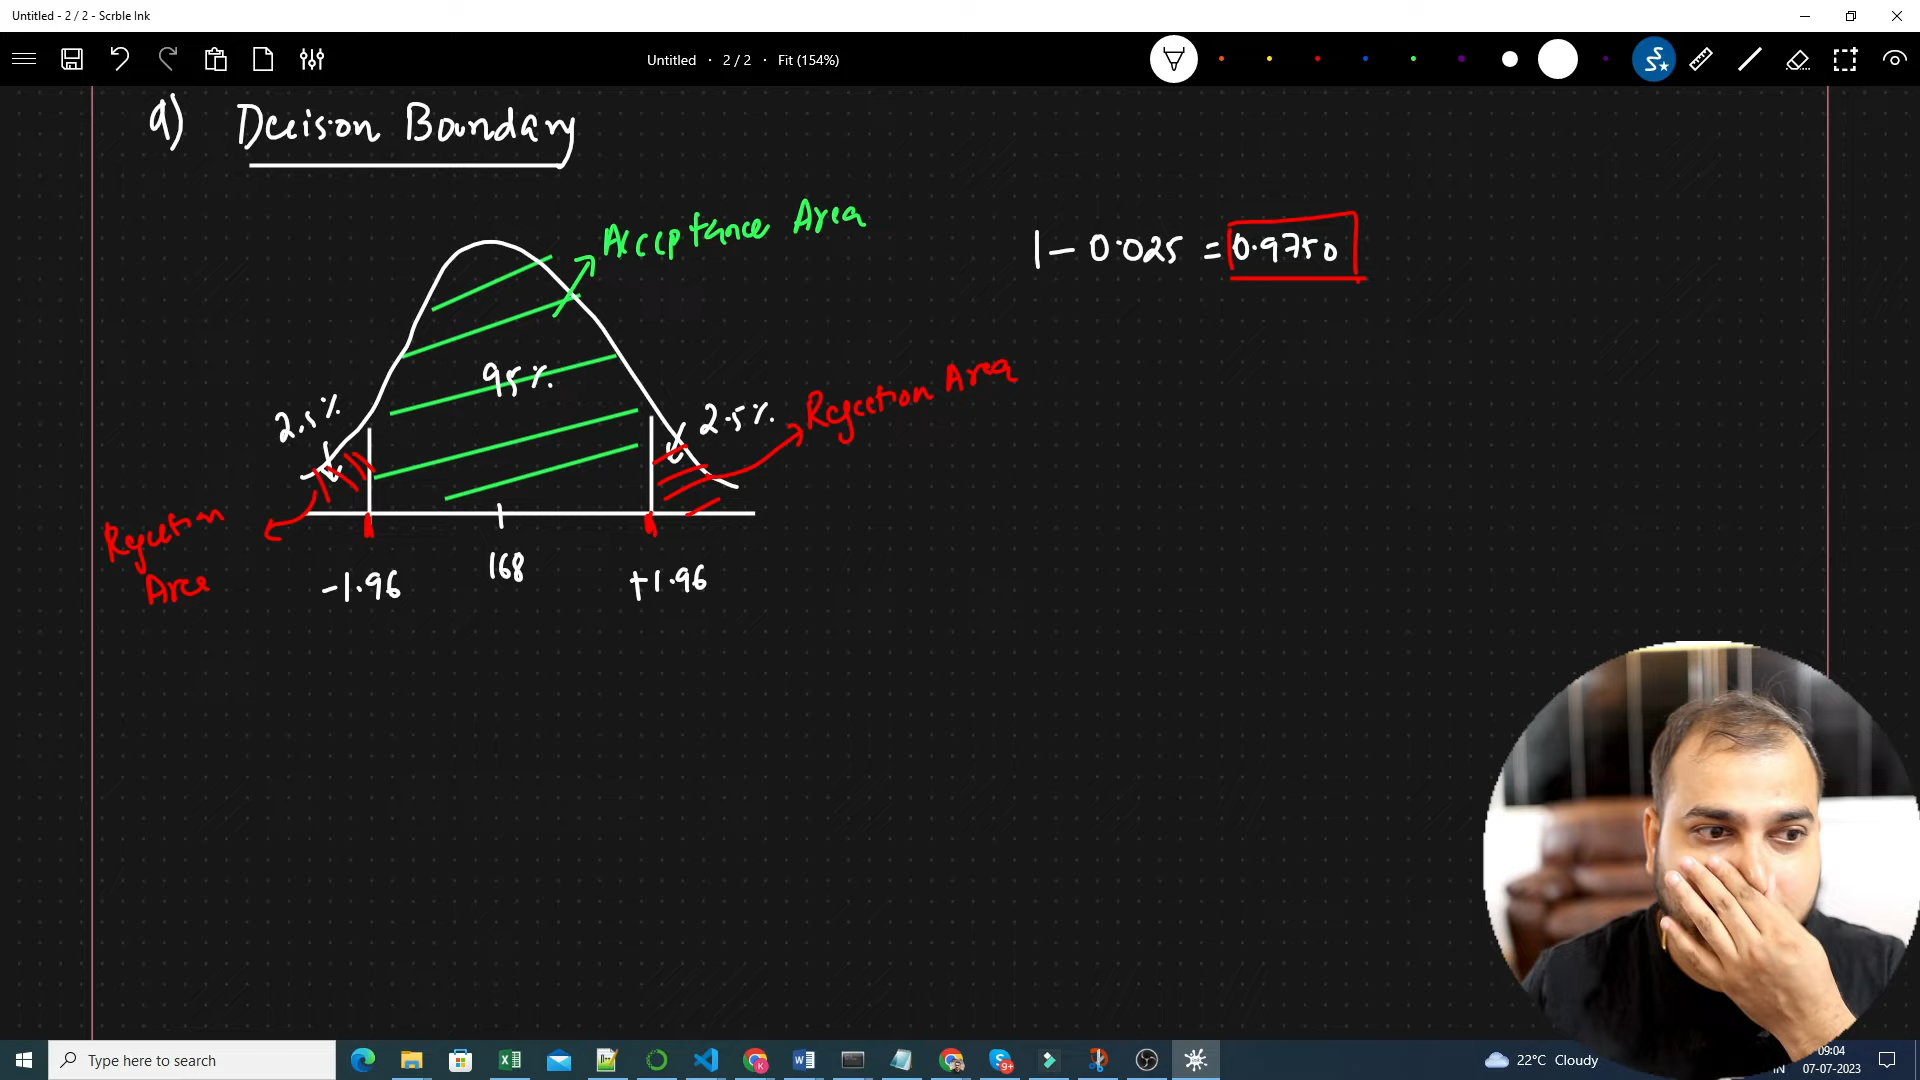 Untitled - 2 / 2 - Scrble Ink
Untitled · 2 / 2 · Fit (154%)
a) Decision Boundary
Acceptance Area
1 - 0.025 = 0.9750
95%
Rejection Area
2.5%
2.5%
Rejection
Area
-1.96
168
+1.96
Type here to search
9+
22°C Cloudy
09:04
IN
07-07-2023